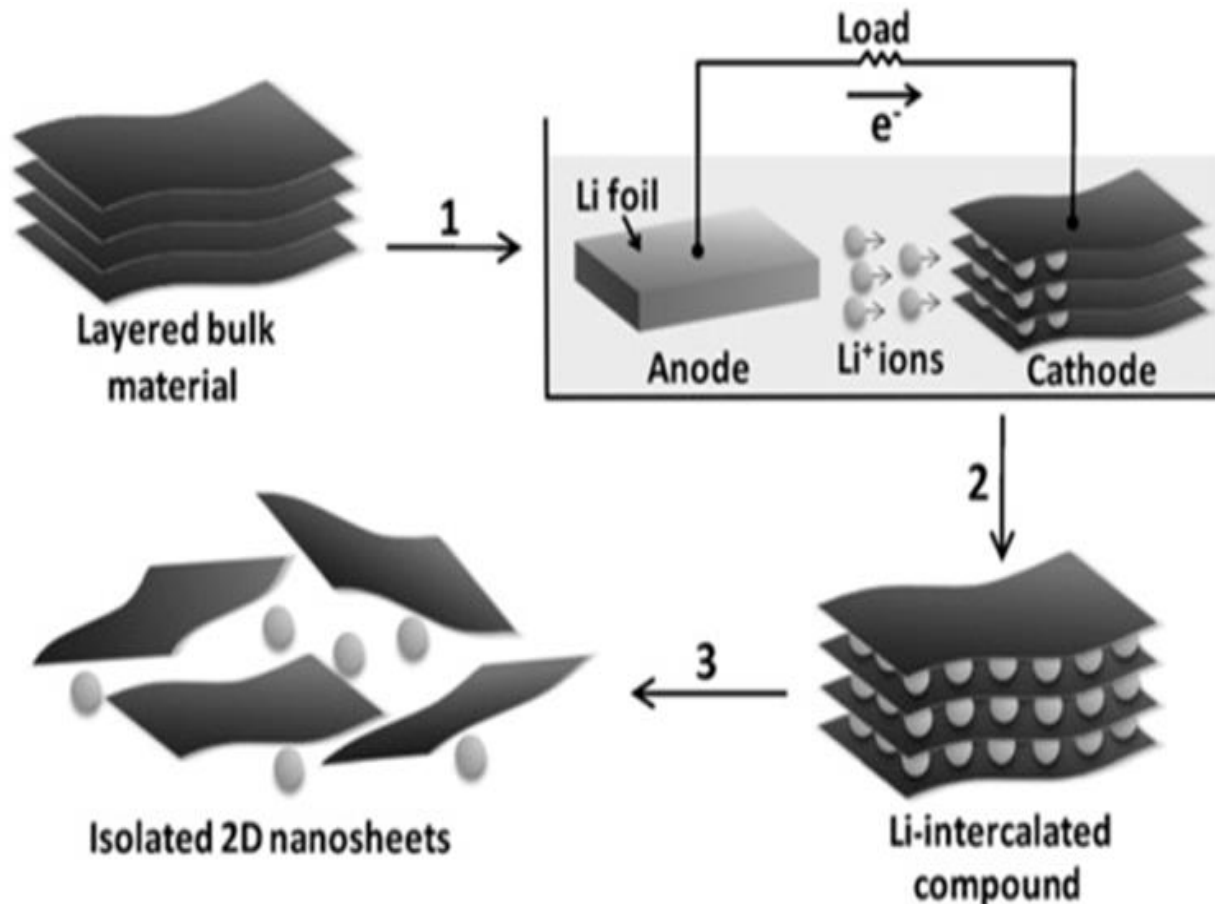 Load
e-
Li foil
1
Layered bulk
material
Anode
Li+ ions
Cathode
2
3
Isolated 2D nanosheets
Li-intercalated
compound